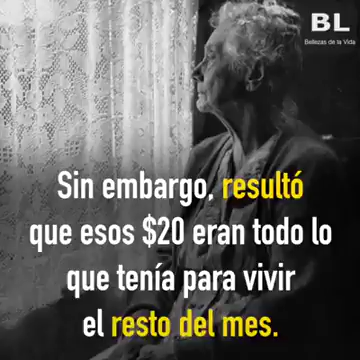 BL
Bellezas de la Vida
Sin embargo, resultó
que esos $20 eran todo lo
que tenía para vivir
el resto del mes.